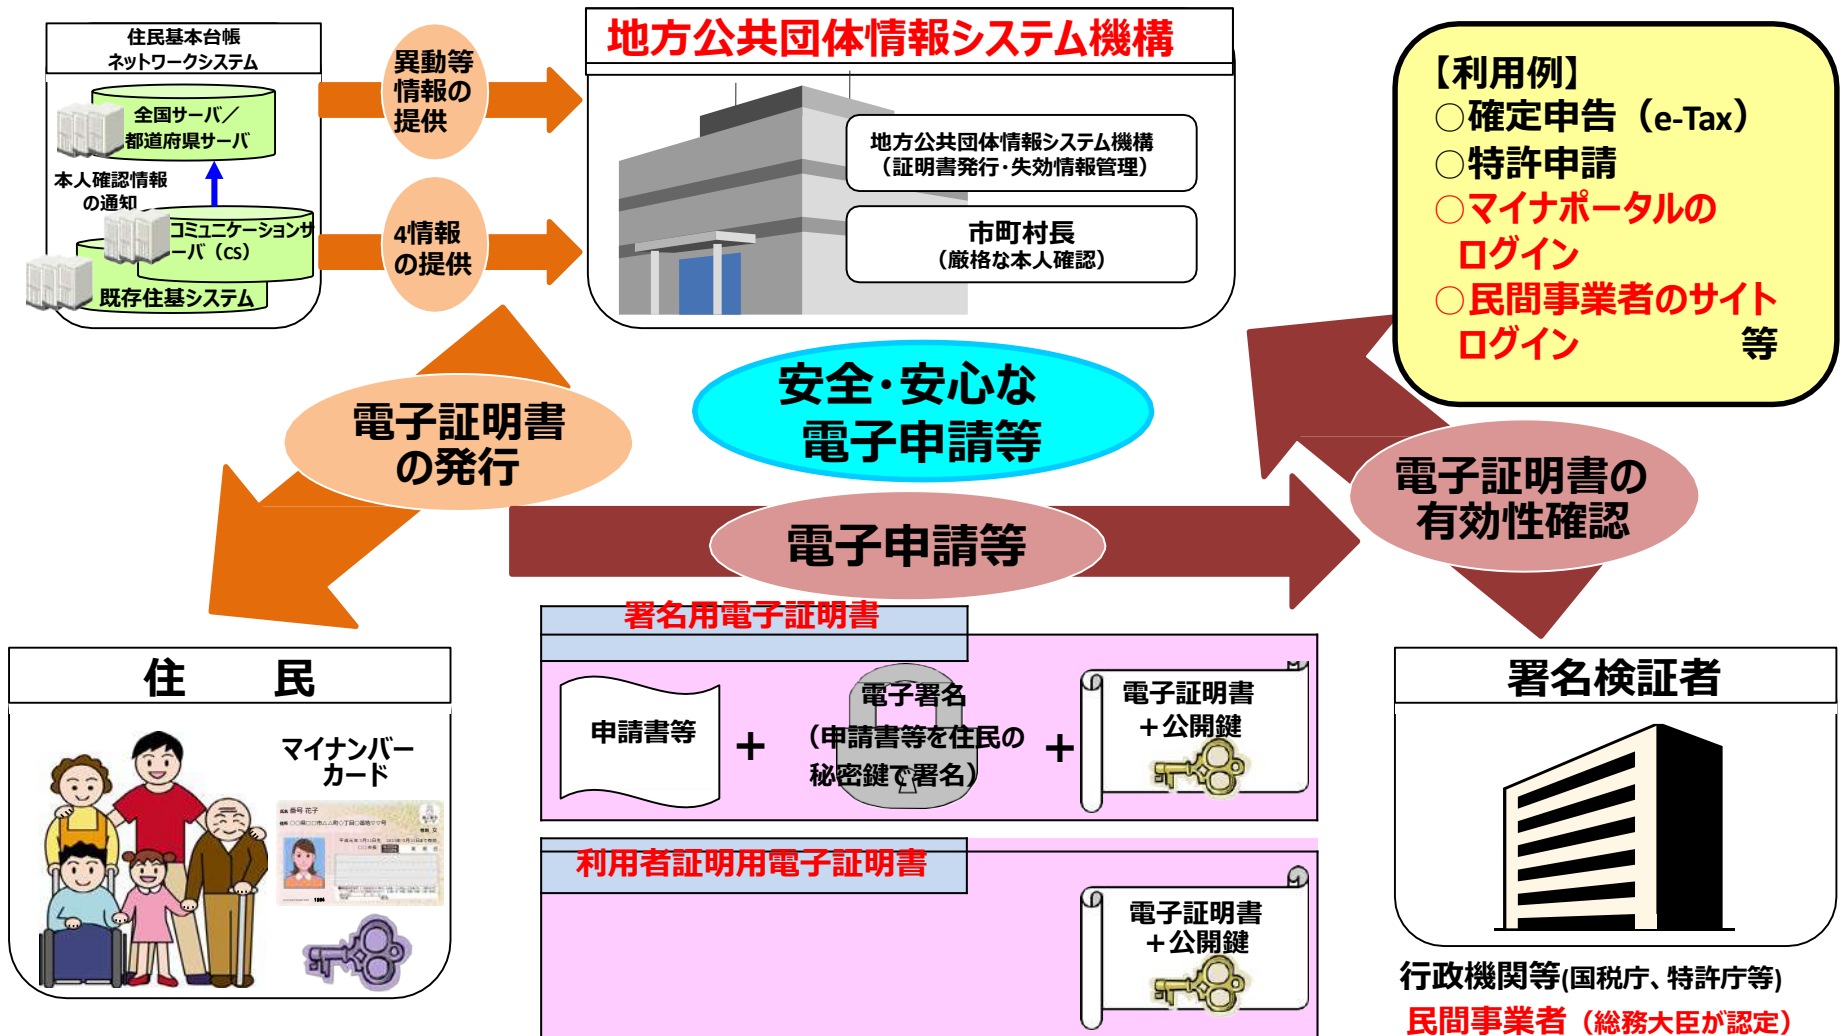 住民基本台帳
ネットワークシステム
全国サーバ／
都道府県サーバ
本人確認情報
の通知
コミュニケーションサ
ーバ（CS）
既存住基システム
異動等
情報の
提供
4情報
の提供
地方公共団体情報システム機構
地方公共団体情報システム機構
（証明書発行・失効情報管理）
市町村長
（厳格な本人確認）
【利用例】
○確定申告（e-Tax）
○特許申請
○マイナポータルの
ログイン
○民間事業者のサイト
ログイン 等
安全・安心な
電子申請等
電子証明書
の発行
電子証明書の
有効性確認
電子申請等
住 民
マイナンバー
カード
番号 花子
署名用電子証明書
申請書等
＋
電子署名
（申請書等を住民の
秘密鍵で署名）
＋
電子証明書
＋公開鍵
利用者証明用電子証明書
電子証明書
＋公開鍵
署名検証者
行政機関等(国税庁、特許庁等)
民間事業者（総務大臣が認定）